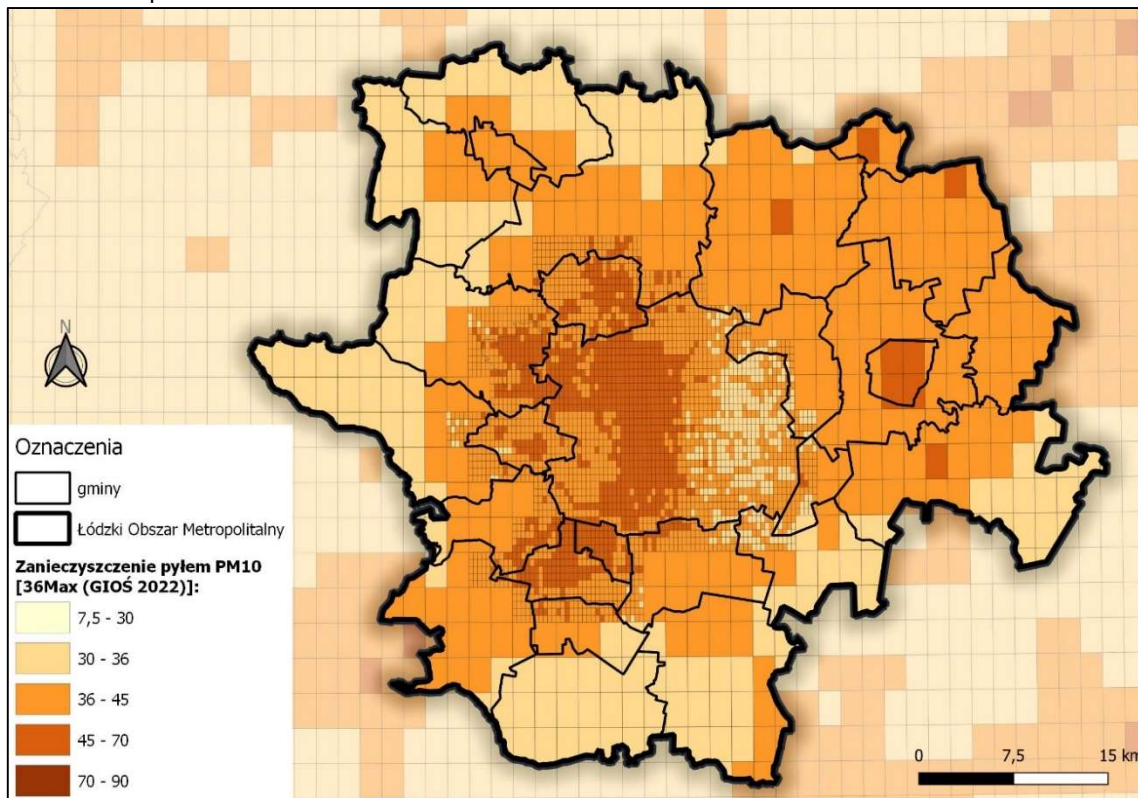 N
Oznaczenia
gminy
Łódzki Obszar Metropolitalny
Zanieczyszczenie pyłem PM10
[36Max (GIOŚ 2022)]:
7,5 - 30
30 - 36
36 - 45
45 - 70
70 - 90
0 7,5 15 km